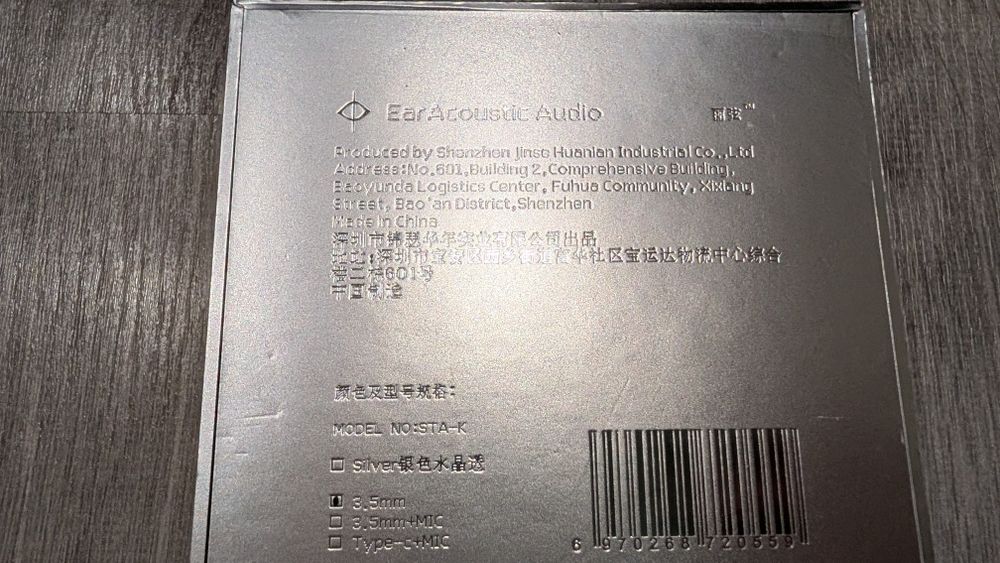 EarAcoustic Audio
TM
Produced by Shenzhen Jinse Huanian Industrial Co.,Ltd
Address:No.601,Building 2,Comprehensive Building,
Baoyunda Logistics Center, Fuhua Community, Xixiang
Street, Bao'an District,Shenzhen
Made in China
深圳市锦瑟华年实业有限公司出品
地址:深圳市宝安区西乡街道富华社区宝运达物流中心综合
楼二栋601号
中国制造
颜色及型号规格:
MODEL NO:STA-K
Silver银色水晶透
3.5mm
3.5mm+MIC
Type-c+MIC
6 970268 720559